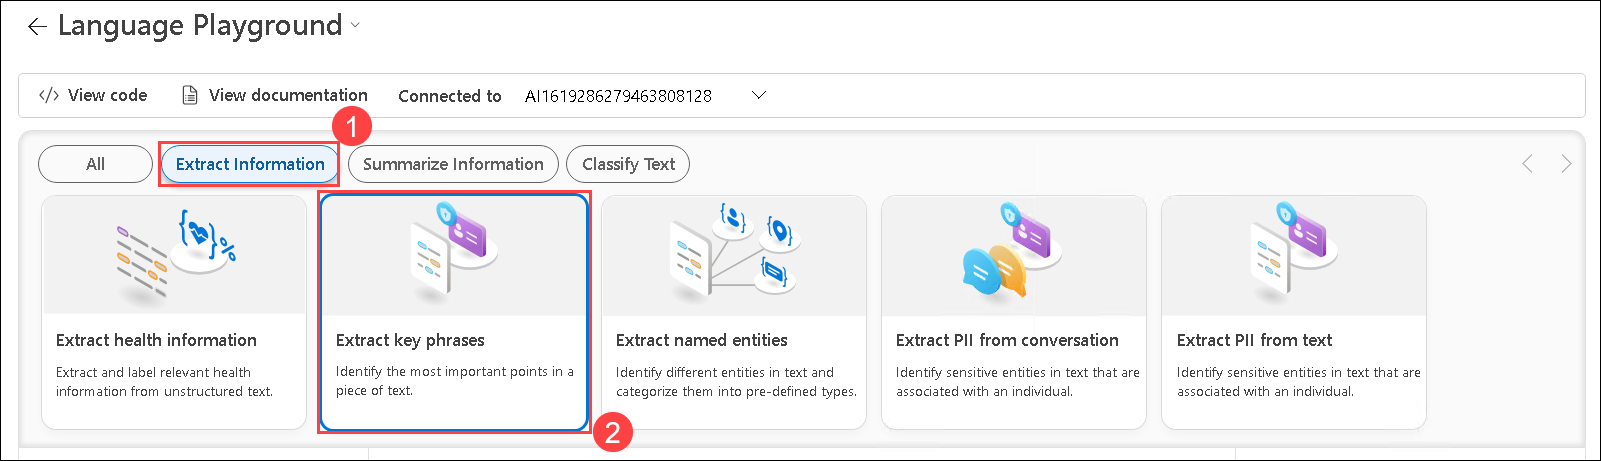 Language Playground
View code View documentation Connected to AI1619286279463808128
1
All Extract Information Summarize Information Classify Text
Extract health information
Extract and label relevant health
information from unstructured text.
Extract key phrases
Identify the most important points in a
piece of text.
Extract named entities
Identify different entities in text and
categorize them into pre-defined types.
Extract PII from conversation
Identify sensitive entities in text that are
associated with an individual.
Extract PII from text
Identify sensitive entities in text that are
associated with an individual.
2